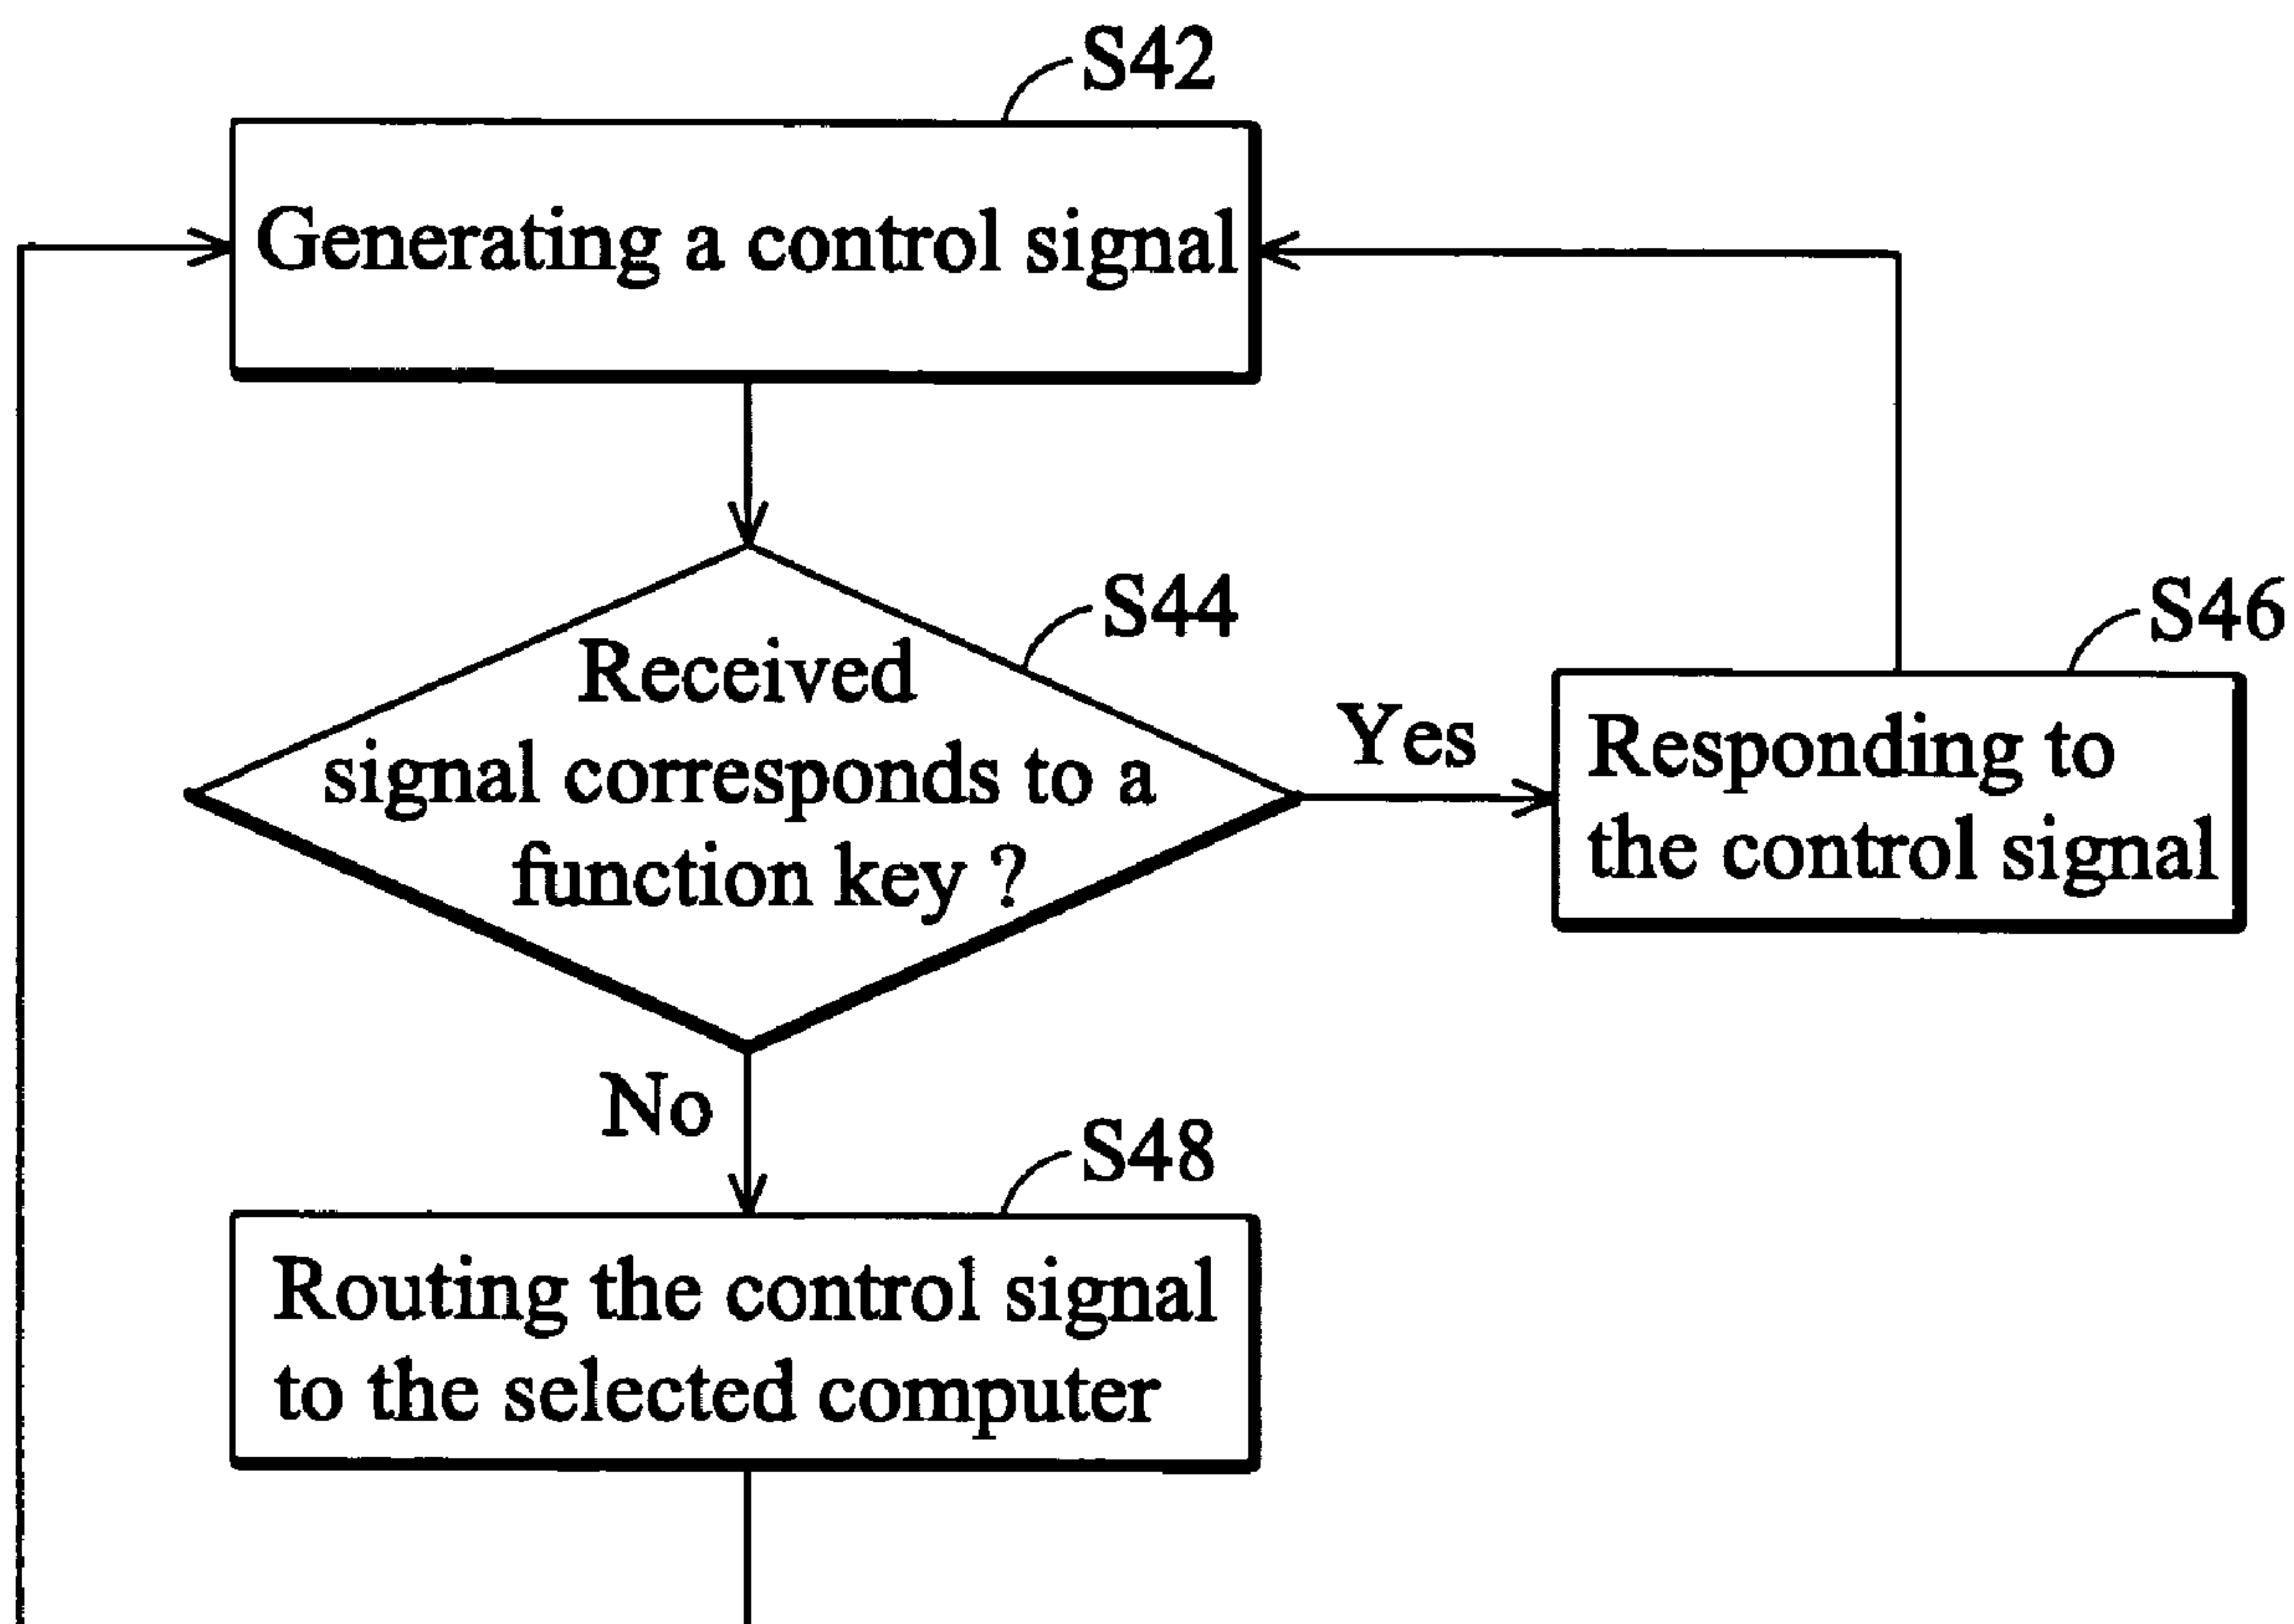 S42
Generating a control signal
S44
Received
signal corresponds to a
function key ?
Yes
S46
Responding to
the control signal
No
S48
Routing the control signal
to the selected computer